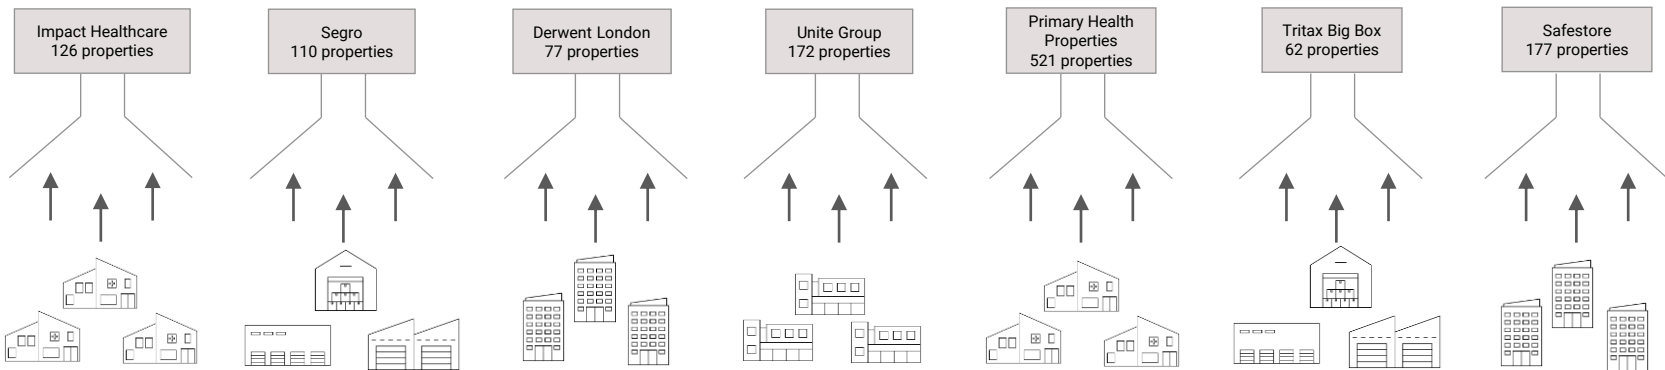 Impact Healthcare
126 properties
Segro
110 properties
Derwent London
77 properties
Unite Group
172 properties
Primary Health
Properties
521 properties
Tritax Big Box
62 properties
Safestore
177 properties